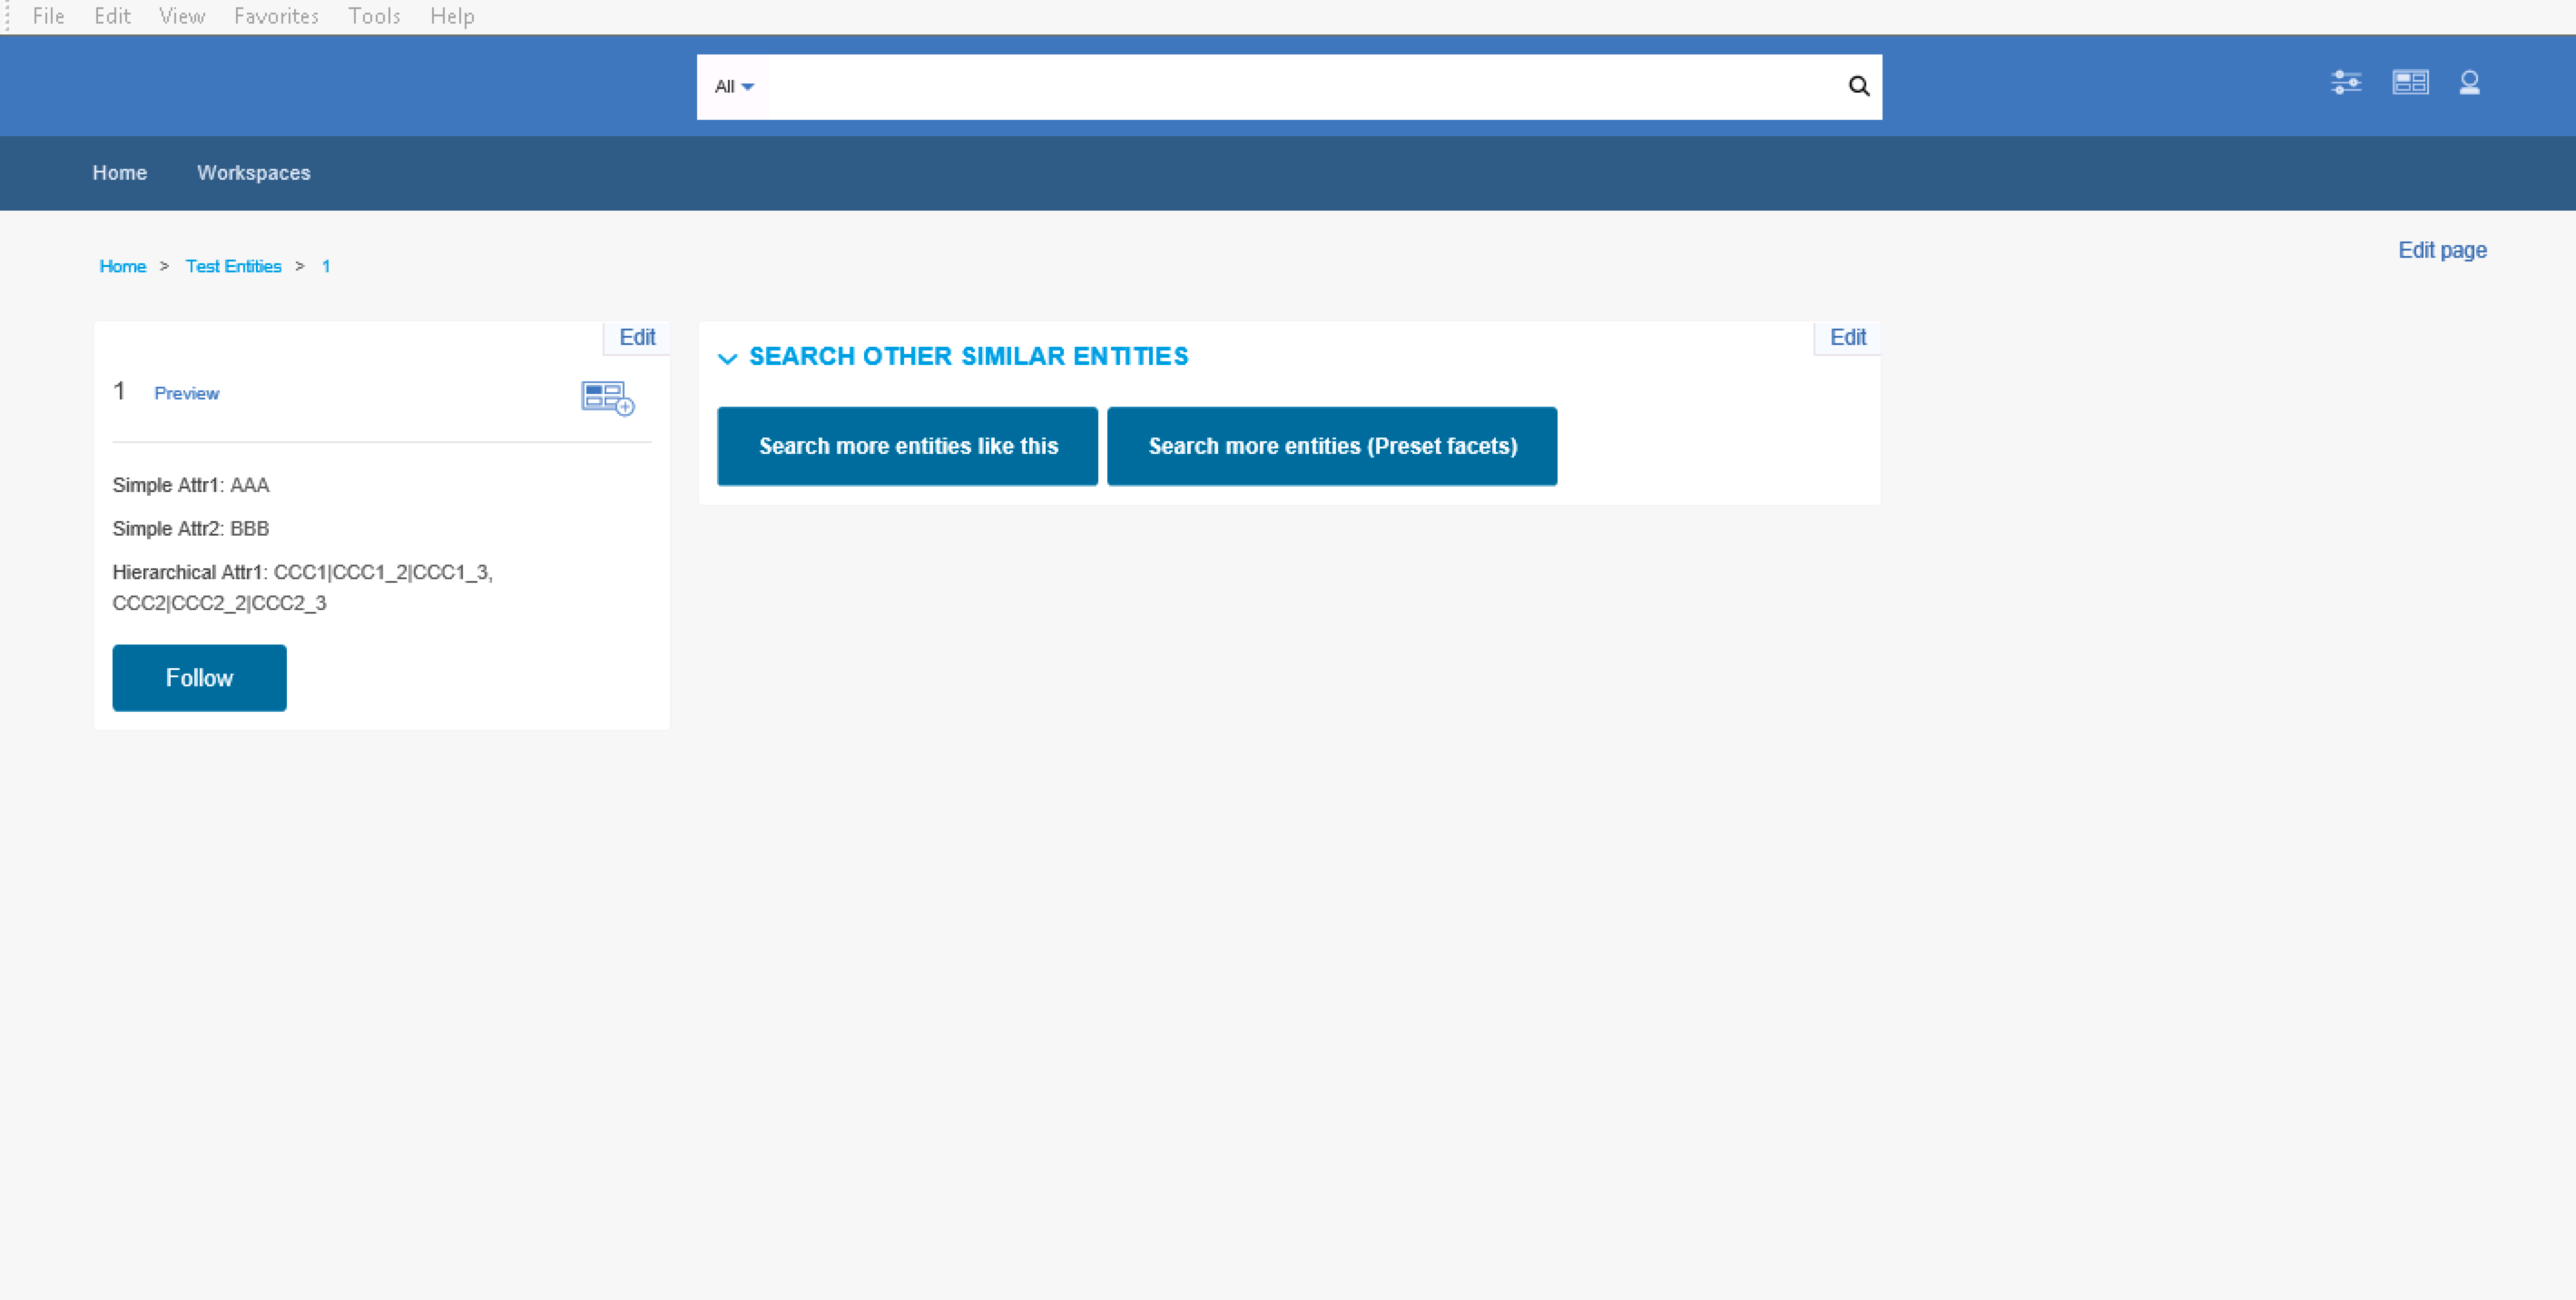 File Edit View Favorites Tools Help
All
Home Workspaces
Home > Test Entities > 1
Edit page
Edit
1 Preview
Simple Attr1: AAA
Simple Attr2: BBB
Hierarchical Attr1: CCC1|CCC1_2|CCC1_3,
CCC2|CCC2_2|CCC2_3
Follow
Edit
SEARCH OTHER SIMILAR ENTITIES
Search more entities like this
Search more entities (Preset facets)